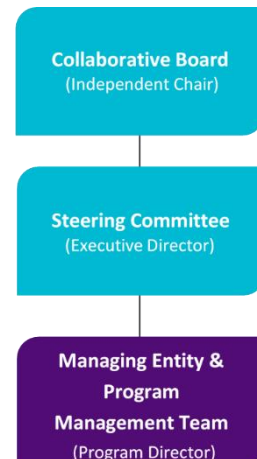 Collaborative Board
(Independent Chair)
Steering Committee
(Executive Director)
Managing Entity &
Program
Management Team
(Program Director)